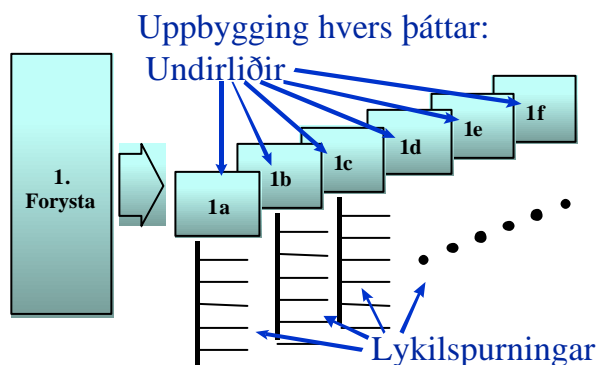 Uppbygging hvers þáttar:
Undirliðir
1.
Forysta
1a
1b
1c
1d
1e
1f
Lykilspurningar